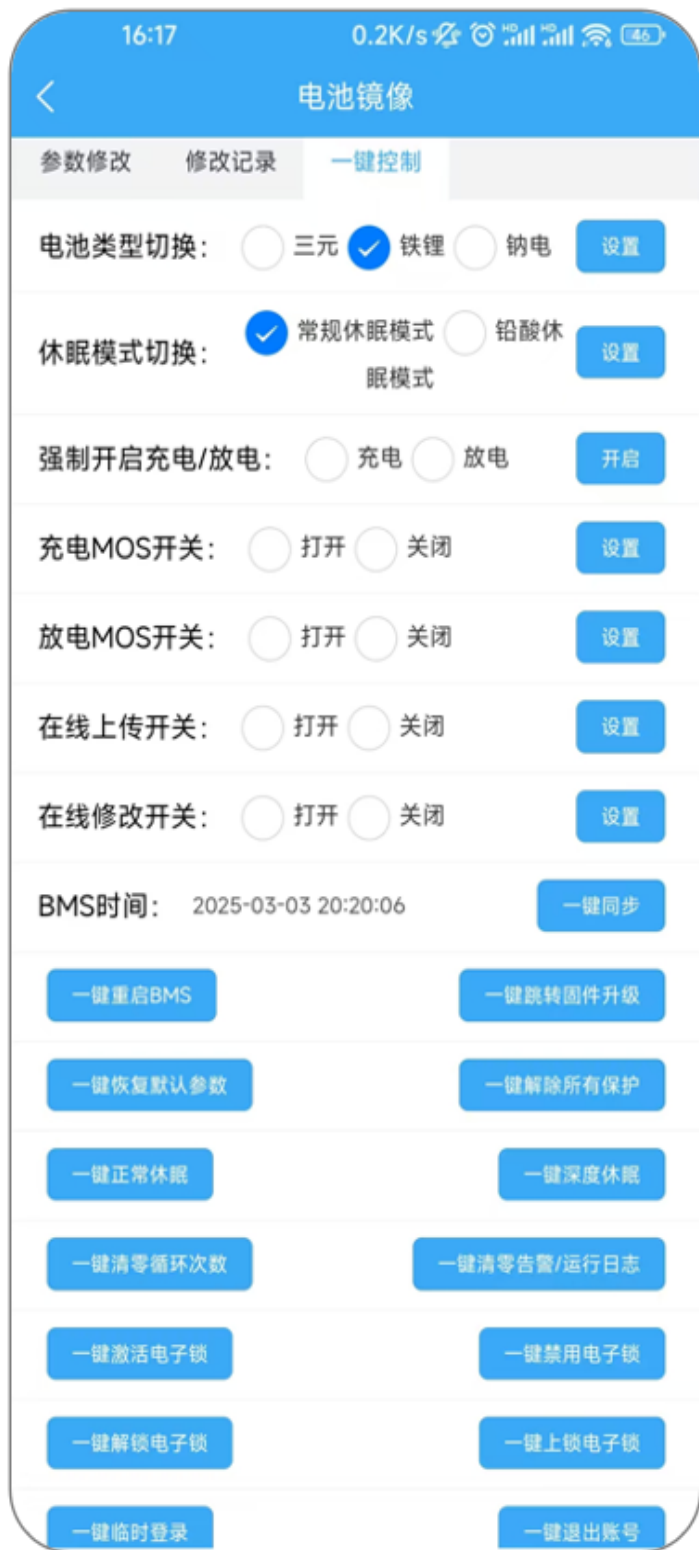 16:17 0.2K/s HD HD 46
电池镜像
参数修改 修改记录 一键控制
电池类型切换： 三元 铁锂 钠电 设置
休眠模式切换： 常规休眠模式 铅酸休 设置
眠模式
强制开启充电/放电： 充电 放电 开启
充电MOS开关： 打开 关闭 设置
放电MOS开关： 打开 关闭 设置
在线上传开关： 打开 关闭 设置
在线修改开关： 打开 关闭 设置
BMS时间： 2025-03-03 20:20:06 一键同步
一键重启BMS 一键跳转固件升级
一键恢复默认参数 一键解除所有保护
一键正常休眠 一键深度休眠
一键清零循环次数 一键清零告警/运行日志
一键激活电子锁 一键禁用电子锁
一键解锁电子锁 一键上锁电子锁
一键临时登录 一键退出账号